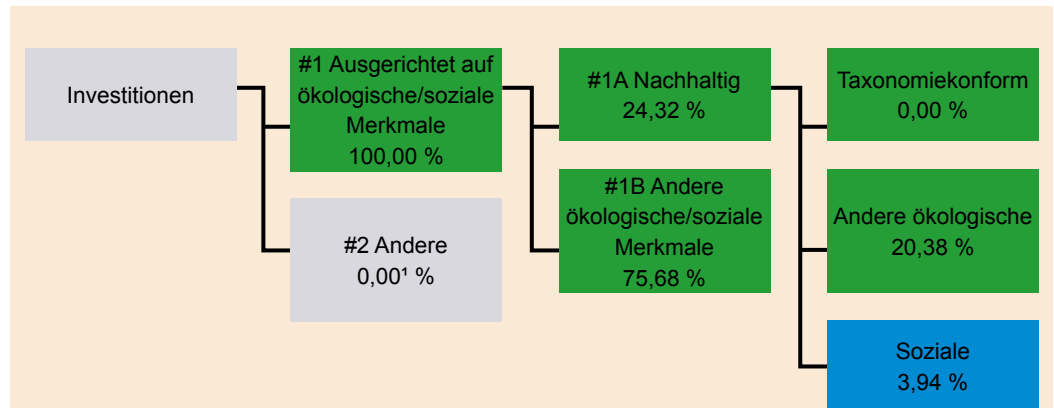 Investitionen
#1 Ausgerichtet auf
ökologische/soziale
Merkmale
100,00 %
#2 Andere
0,00¹ %
#1A Nachhaltig
24,32 %
#1B Andere
ökologische/soziale
Merkmale
75,68 %
Taxonomiekonform
0,00 %
Andere ökologische
20,38 %
Soziale
3,94 %